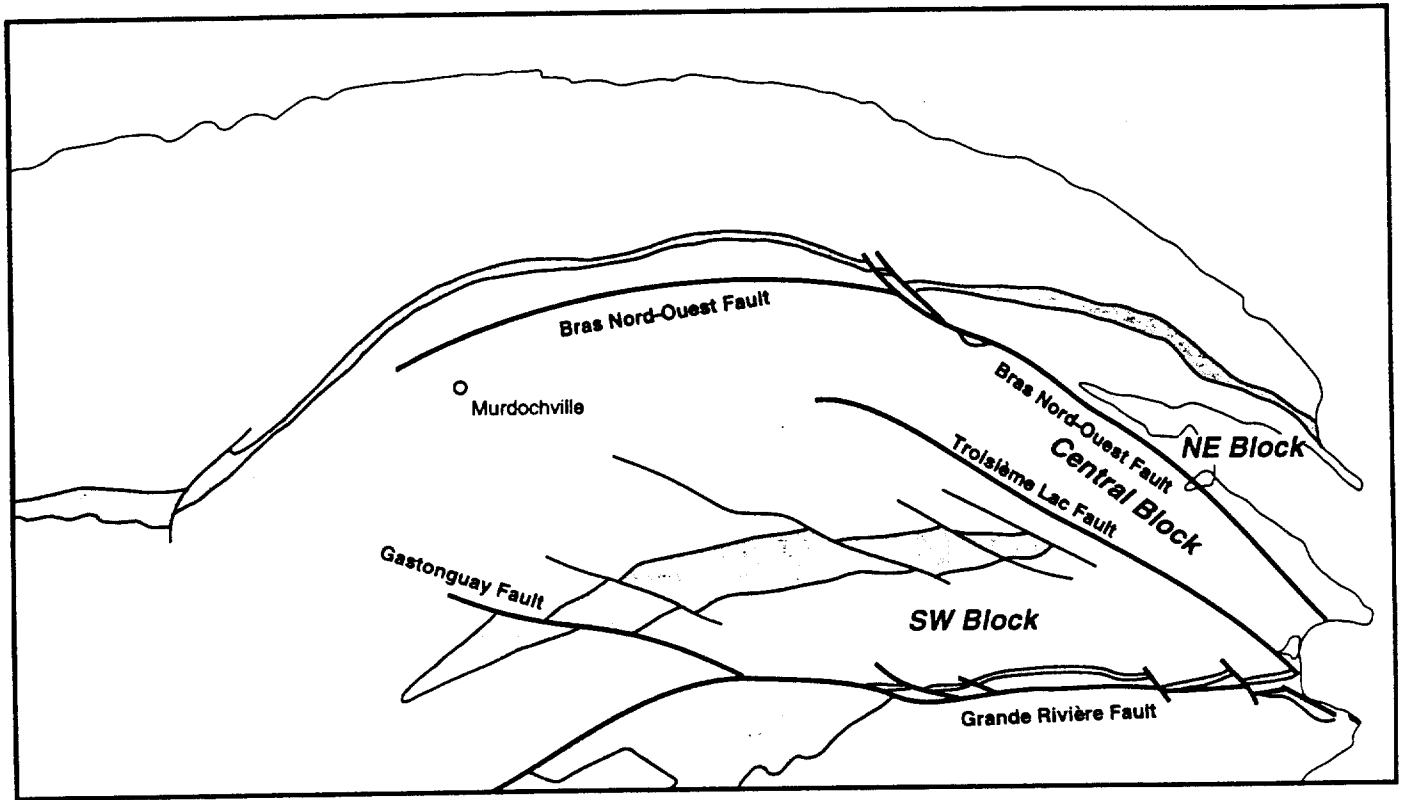 Bras Nord-Ouest Fault
Murdochville
Bras Nord-Ouest Fault
NE Block
Central Block
Troisième Lac Fault
Gastonguay Fault
SW Block
Grande Rivière Fault